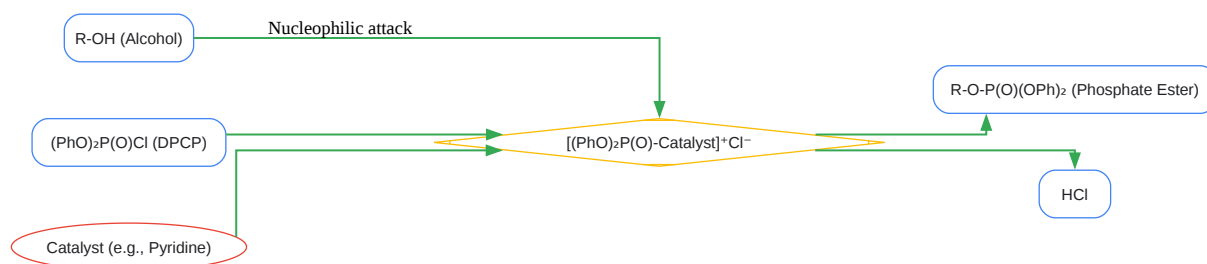 R-OH (Alcohol)
Nucleophilic attack
R-O-P(O)(OPh)₂ (Phosphate Ester)
(PhO)₂P(O)Cl (DPCP)
[(PhO)₂P(O)-Catalyst]⁺Cl⁻
HCl
Catalyst (e.g., Pyridine)